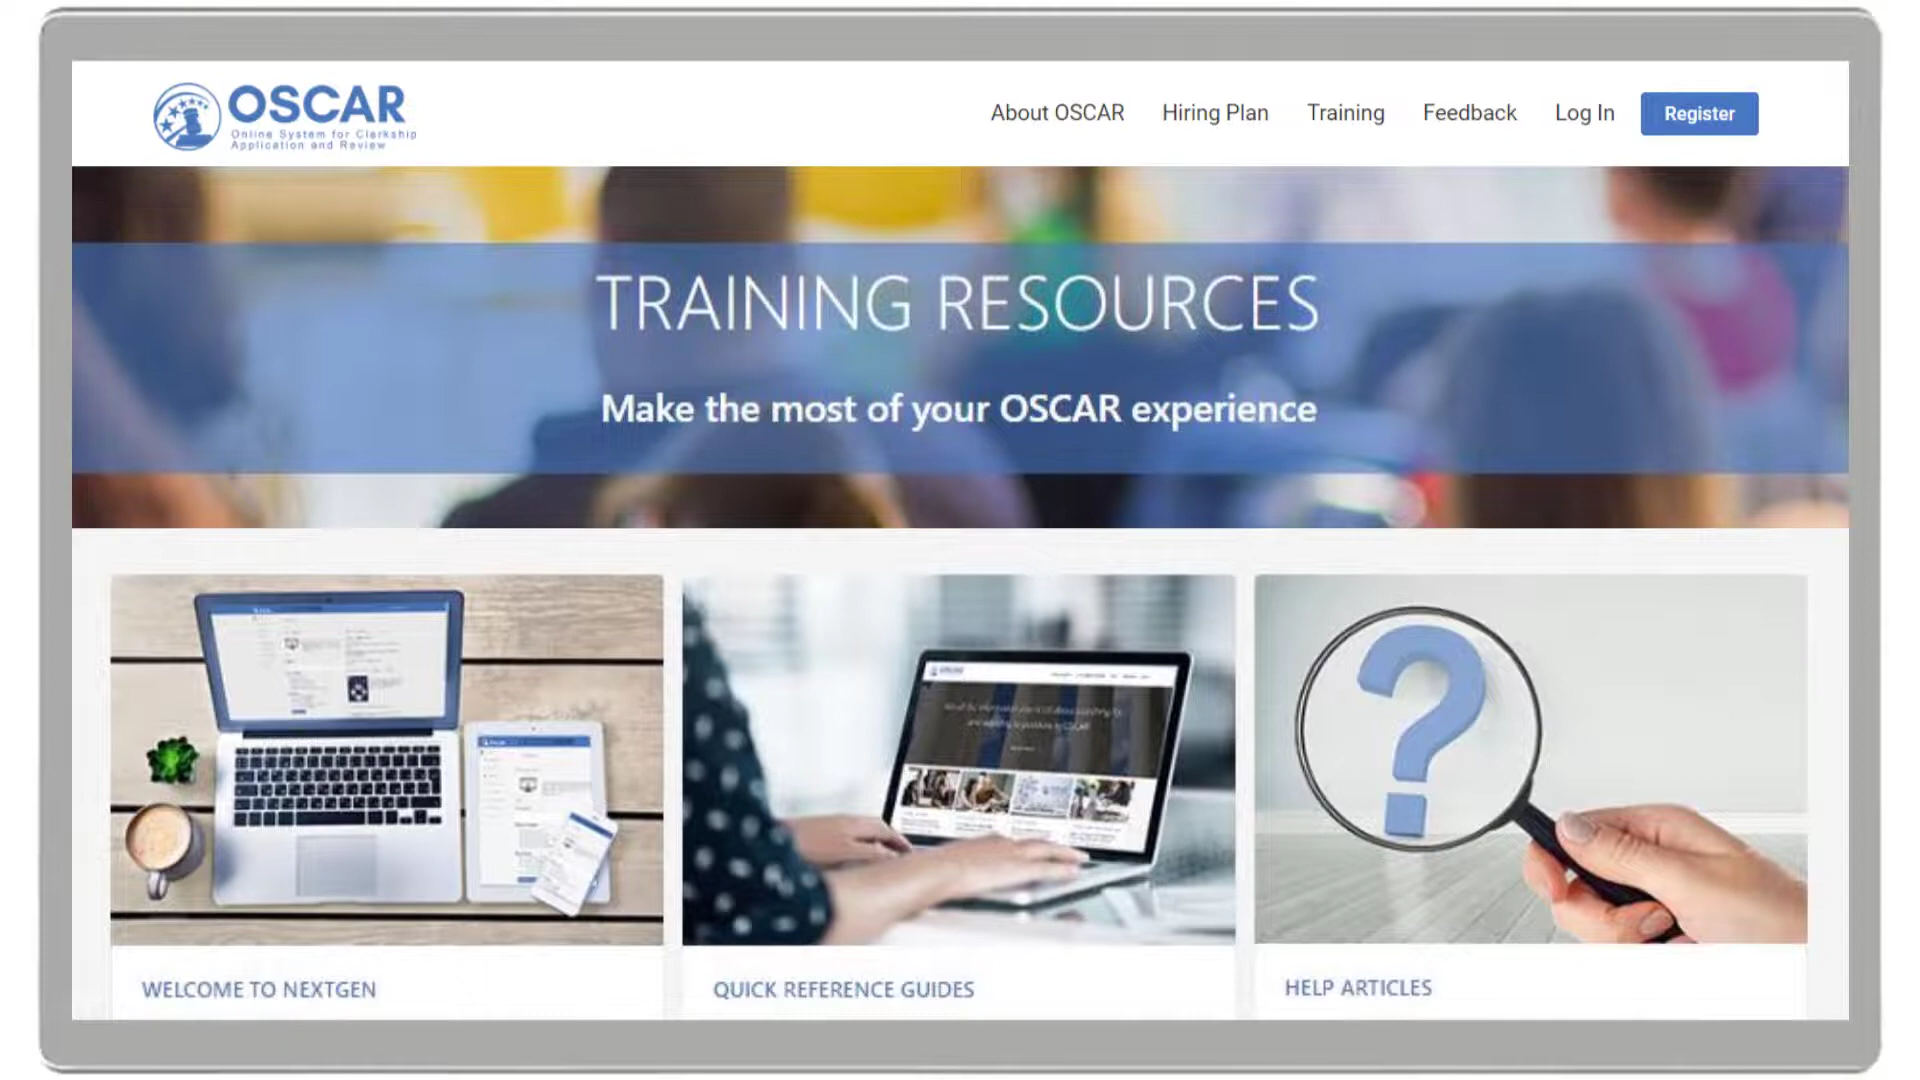 OSCAR
Online System for Clerkship
Application and Review
About OSCAR
Hiring Plan
Training
Feedback
Log In
Register
TRAINING RESOURCES
Make the most of your OSCAR experience
WELCOME TO NEXTGEN
QUICK REFERENCE GUIDES
HELP ARTICLES